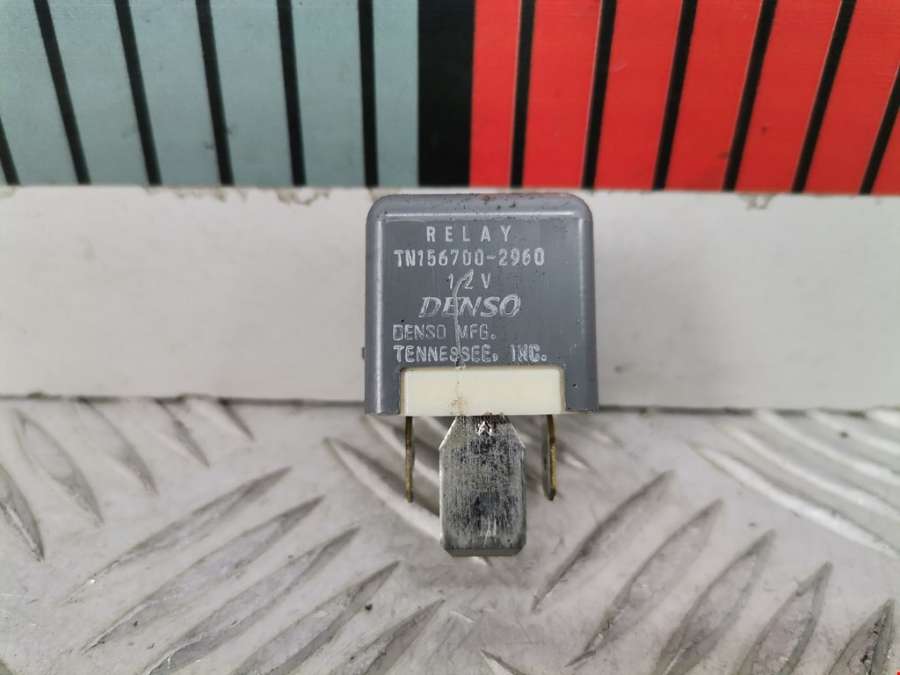 RELAY
TN156700-2960
12V
DENSO
DENSO MFG.
TENNESSEE, INC.